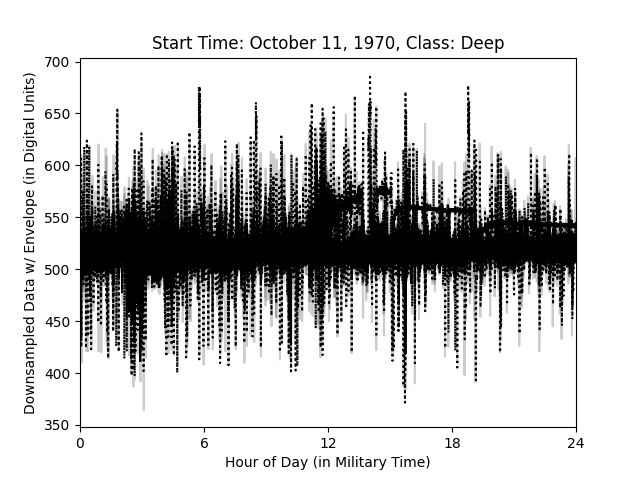 Start Time: October 11, 1970, Class: Deep
Downsampled Data w/ Envelope (in Digital Units)
700
650
600
550
500
450
400
350
0 6 12 18 24
Hour of Day (in Military Time)